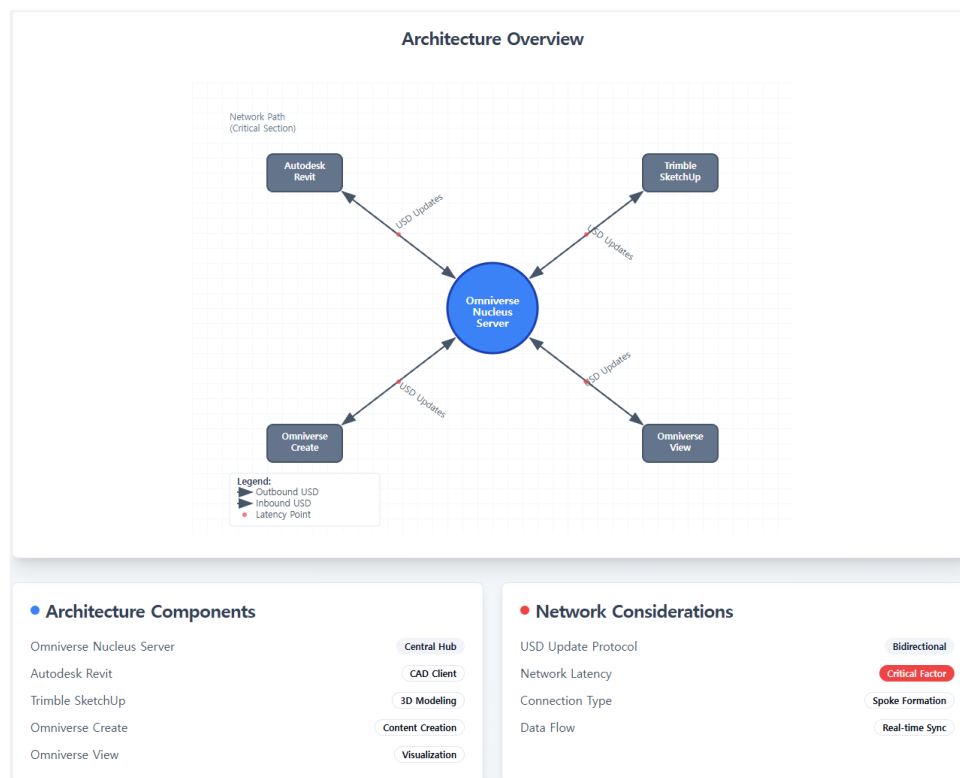 Architecture Overview
Network Path
(Critical Section)
Autodesk
Revit
Trimble
SketchUp
USD Updates
USD Updates
Omniverse
Nucleus
Server
USD Updates
USD Updates
Omniverse
Create
Omniverse
View
Legend:
Outbound USD
Inbound USD
Latency Point
Architecture Components
Omniverse Nucleus Server Central Hub
Autodesk Revit CAD Client
Trimble SketchUp 3D Modeling
Omniverse Create Content Creation
Omniverse View Visualization
Network Considerations
USD Update Protocol Bidirectional
Network Latency Critical Factor
Connection Type Spoke Formation
Data Flow Real-time Sync